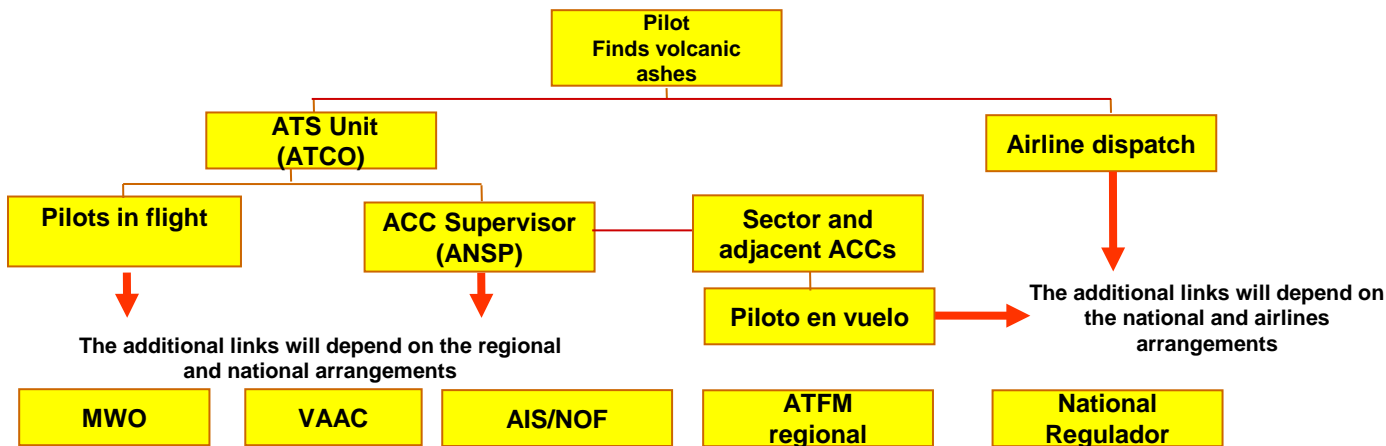 Pilot
Finds volcanic
ashes
ATS Unit
(ATCO)
Airline dispatch
Pilots in flight
ACC Supervisor
(ANSP)
Sector and
adjacent ACCs
Piloto en vuelo
The additional links will depend on
the national and airlines
arrangements
The additional links will depend on the regional
and national arrangements
MWO
VAAC
AIS/NOF
ATFM
regional
National
Regulador